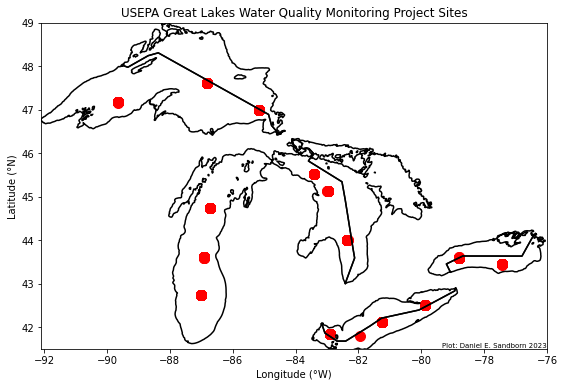 USEPA Great Lakes Water Quality Monitoring Project Sites
49
48
47
46
45
44
43
42
Latitude (°N)
−92 −90 −88 −86 −84 −82 −80 −78 −76
Longitude (°W)
Plot: Daniel E. Sandborn 2023